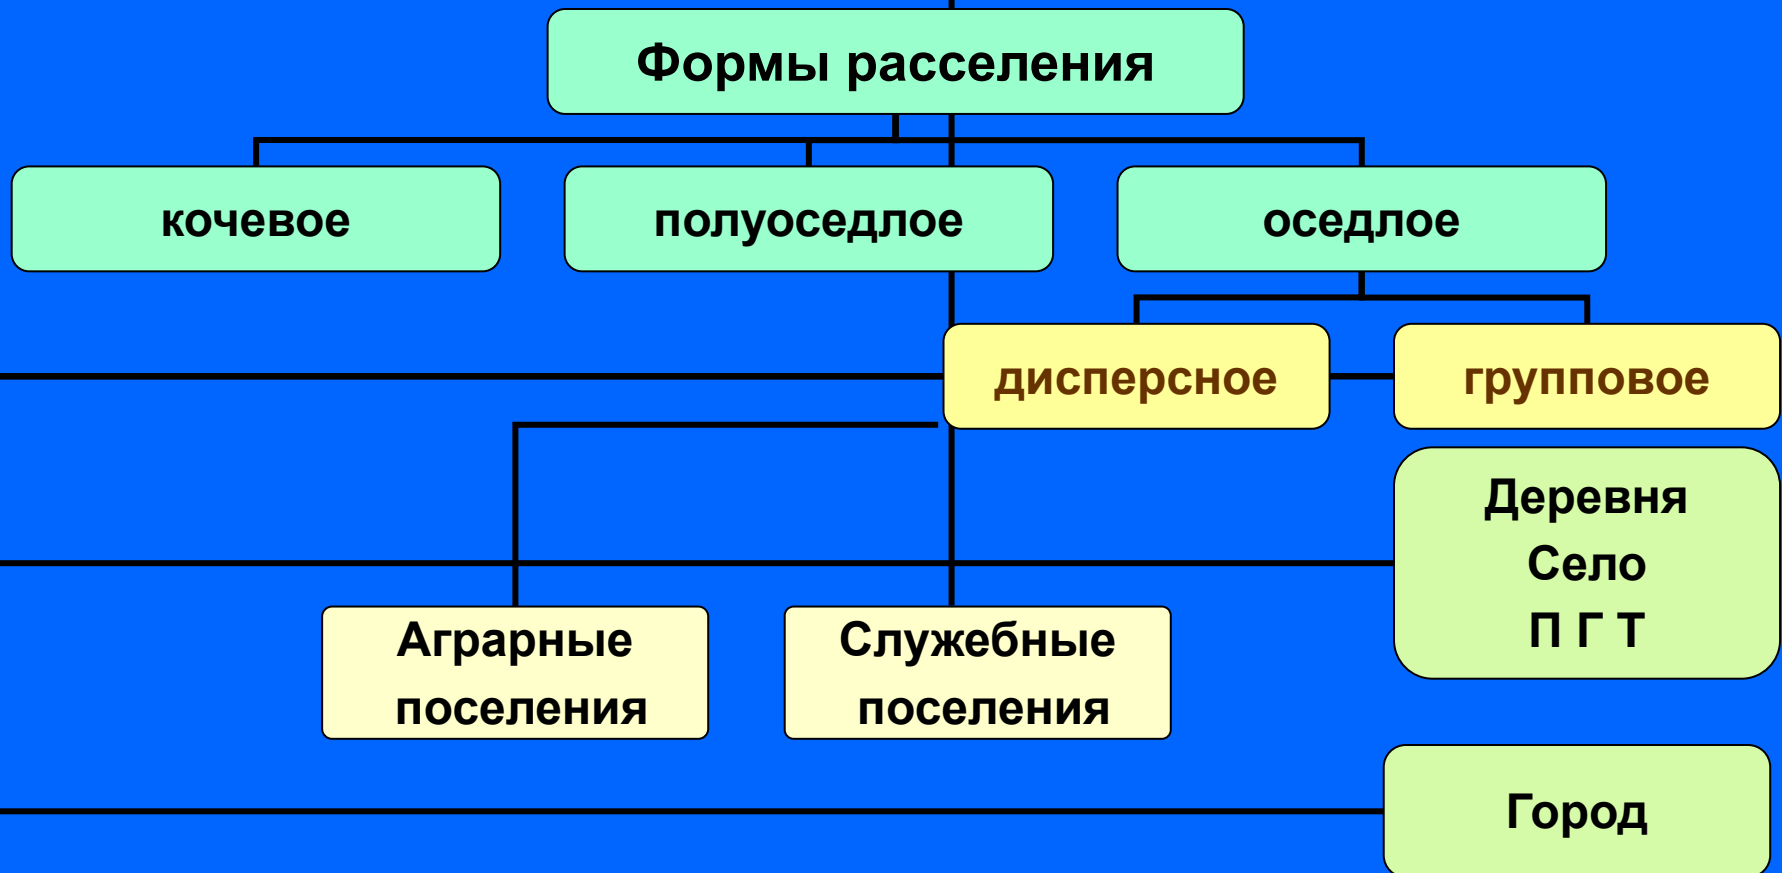 Формы расселения
кочевое
полуоседлое
оседлое
дисперсное
групповое
Деревня
Село
П Г Т
Аграрные
поселения
Служебные
поселения
Город